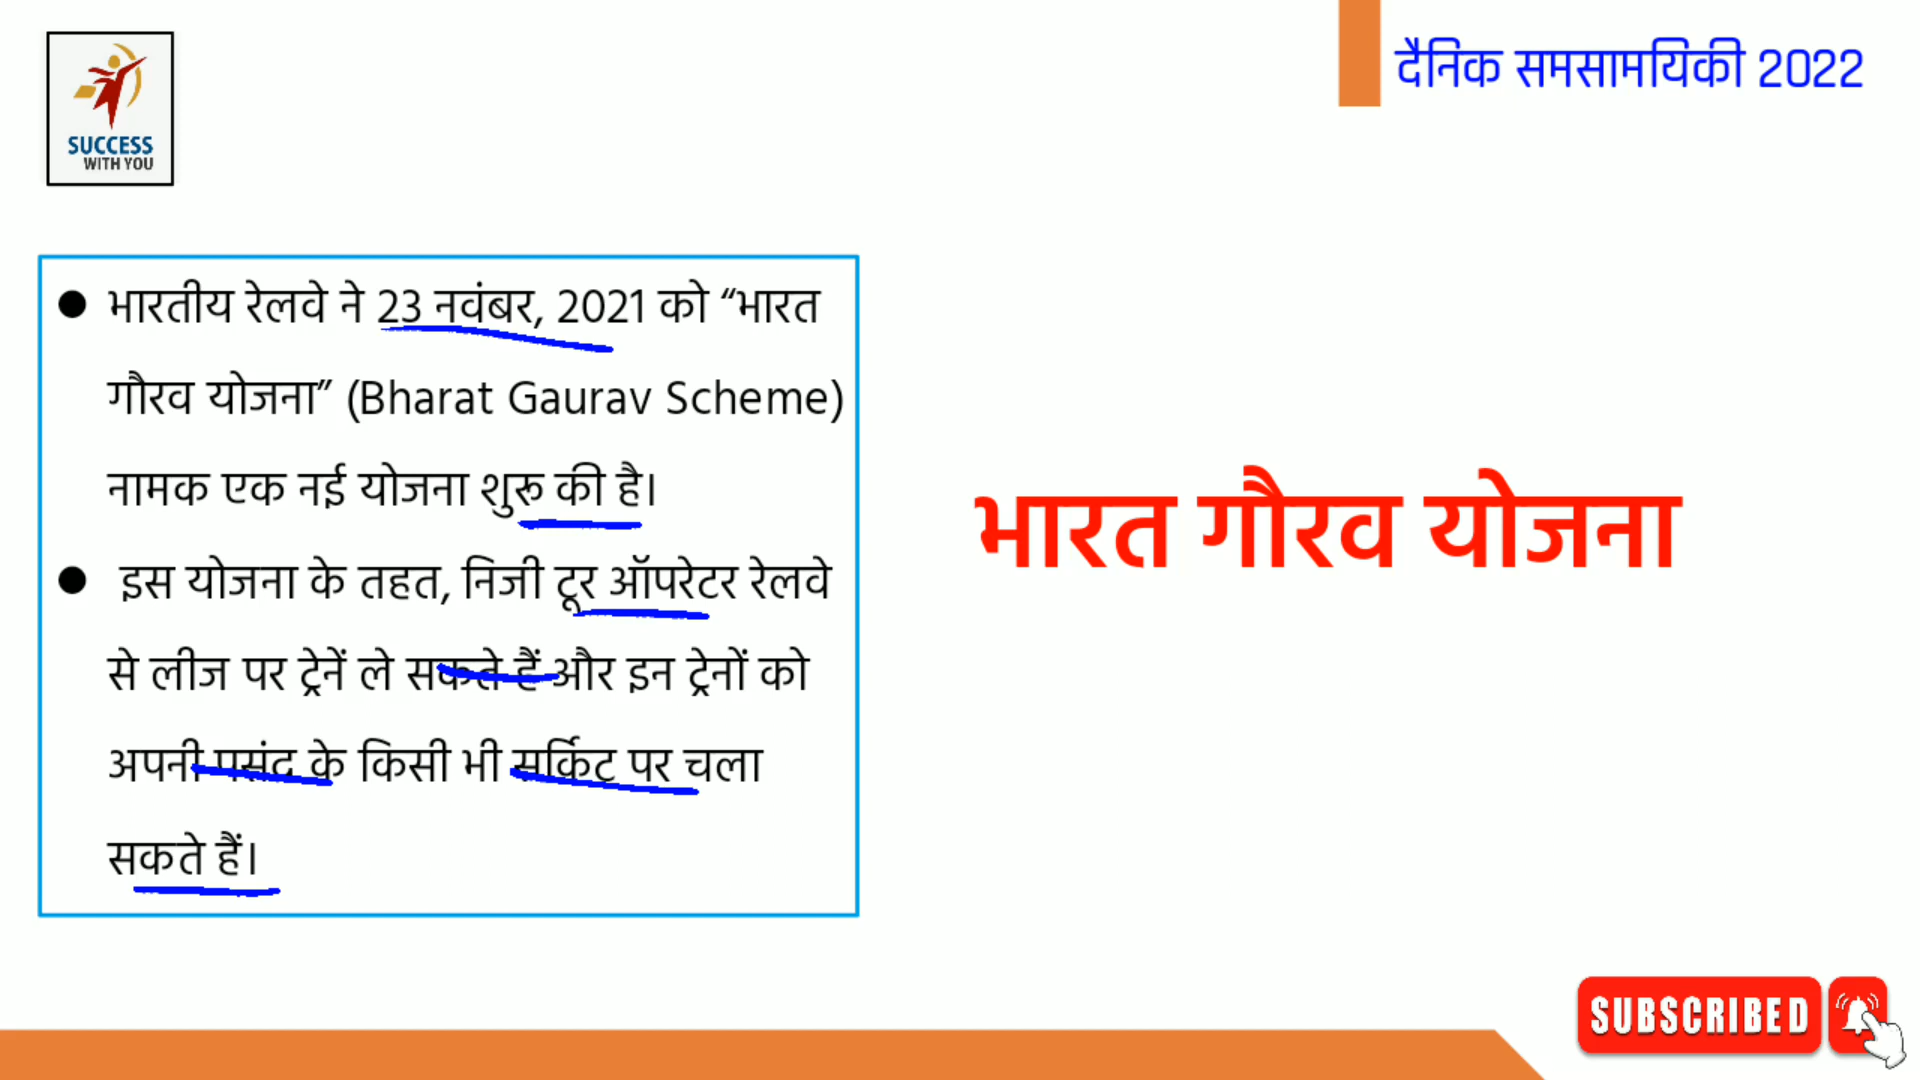 SUCCESS
WITH YOU
दैनिक समसामयिकी 2022
● भारतीय रेलवे ने 23 नवंबर, 2021 को “भारत
गौरव योजना” (Bharat Gaurav Scheme)
नामक एक नई योजना शुरू की है।
● इस योजना के तहत, निजी टूर ऑपरेटर रेलवे
से लीज पर ट्रेनें ले सकते हैं और इन ट्रेनों को
अपनी पसंद के किसी भी सर्किट पर चला
सकते हैं।
भारत गौरव योजना
SUBSCRIBED